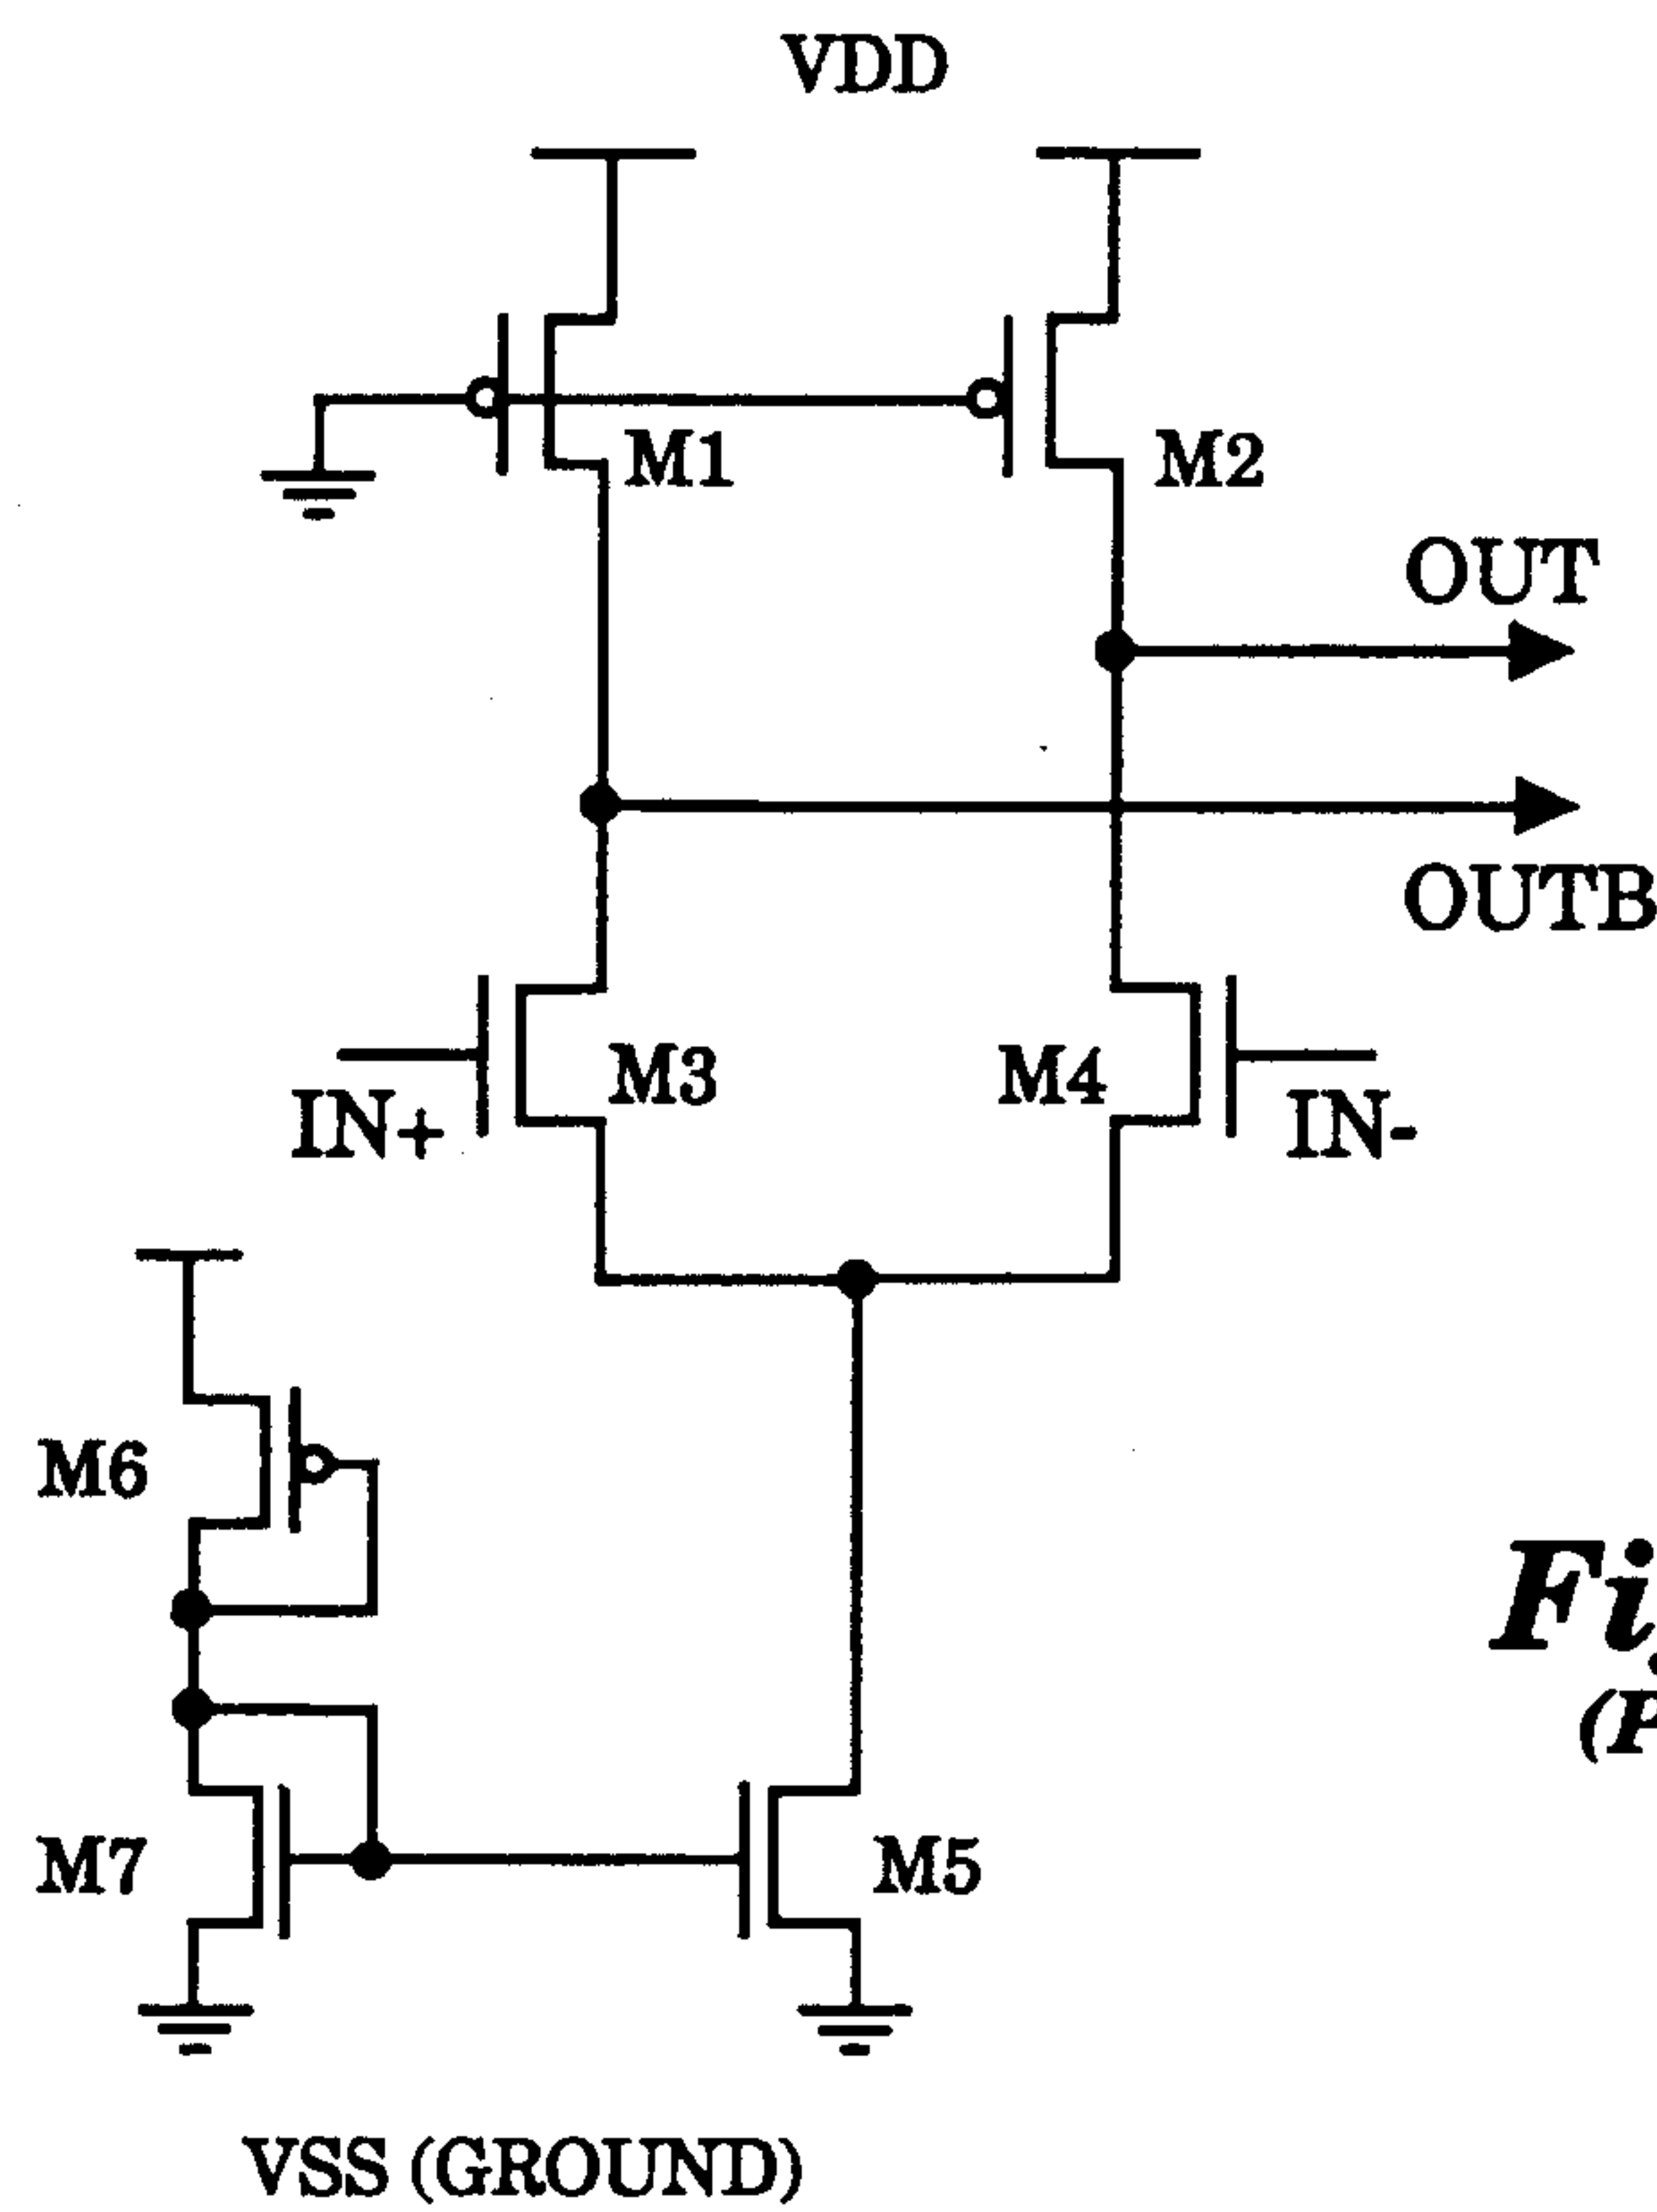 VDD
M1
M2
OUT
OUTB
M3
M4
IN+
IN-
M6
M7
M5
VSS (GROUND)